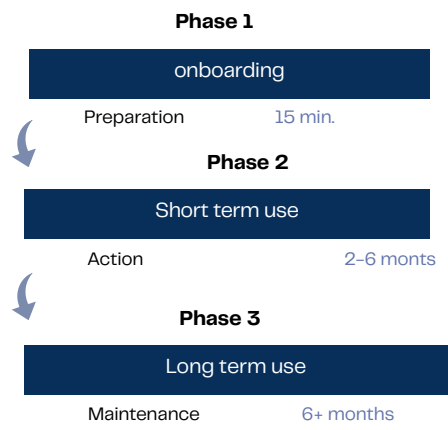 Phase 1
onboarding
Preparation 15 min.
Phase 2
Short term use
Action 2-6 monts
Phase 3
Long term use
Maintenance 6+ months